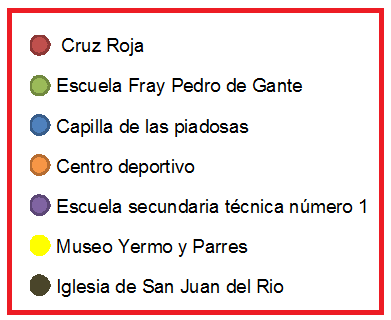 Cruz Roja
Escuela Fray Pedro de Gante
Capilla de las piadosas
Centro deportivo
Escuela secundaria técnica número 1
Museo Yermo y Parres
Iglesia de San Juan del Rio